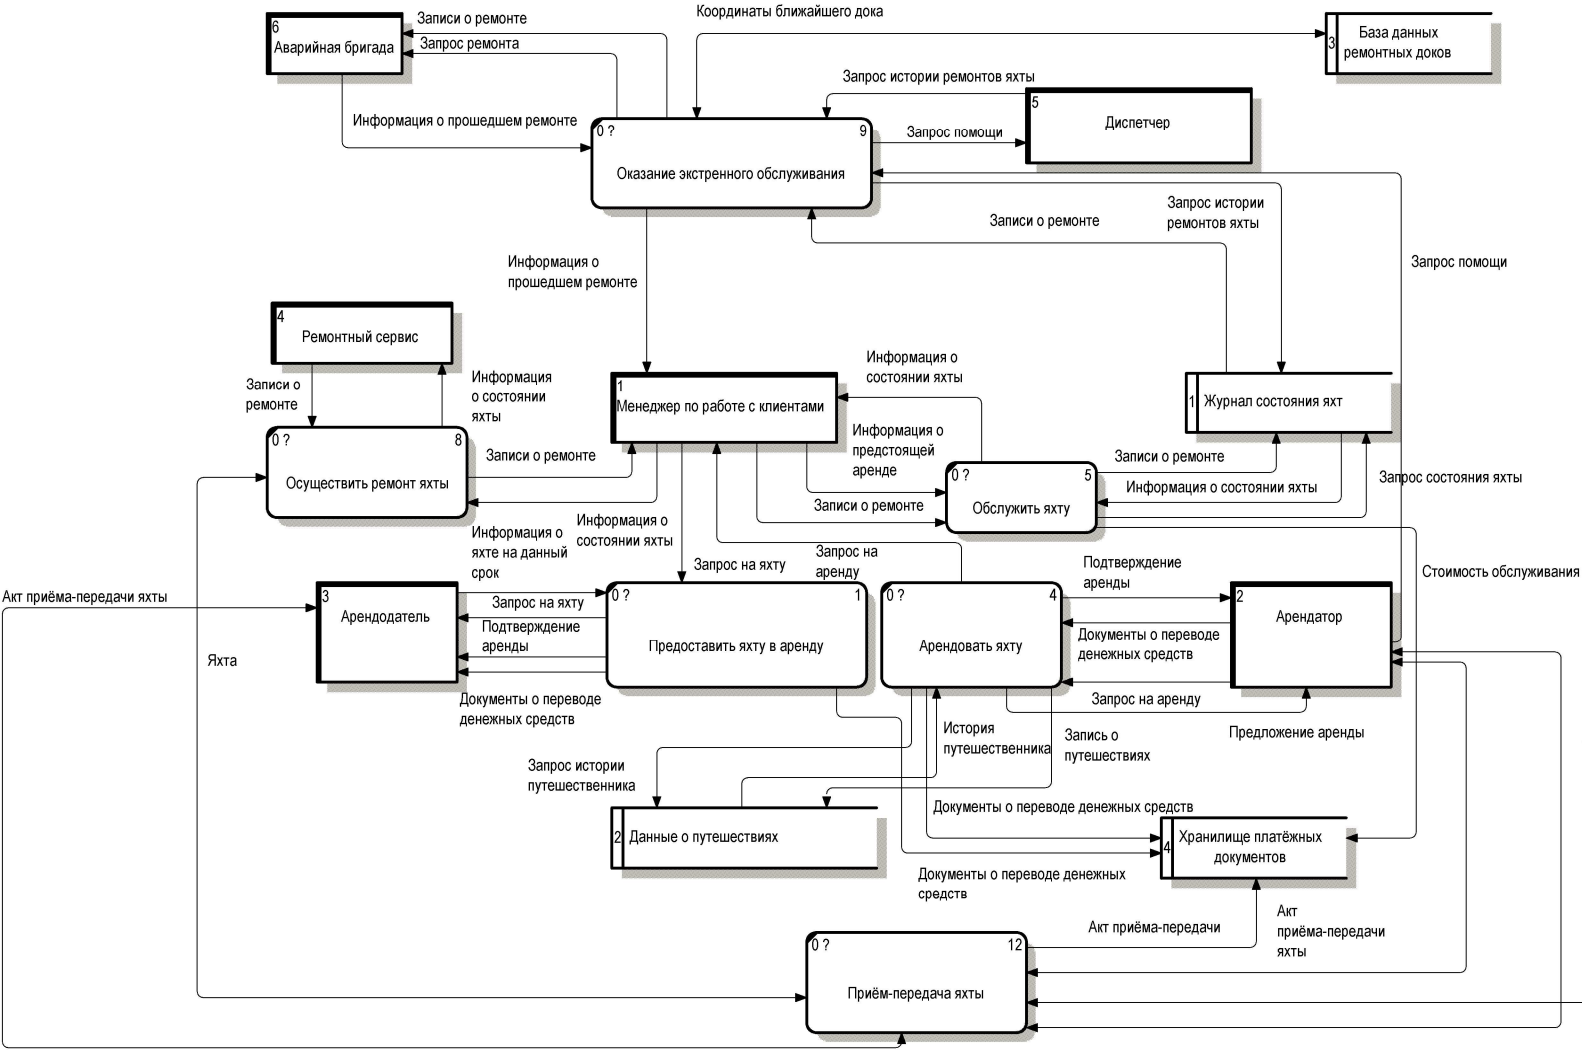 Записи о ремонте
Координаты ближайшего дока
6
Аварийная бригада
Запрос ремонта
3
База данных
ремонтных доков
Запрос истории ремонтов яхты
5
Диспетчер
Информация о прошедшем ремонте
0 ?
9
Оказание экстренного обслуживания
Запрос помощи
Запрос истории
ремонтов яхты
Записи о ремонте
Запрос помощи
Информация о
прошедшем ремонте
4
Ремонтный сервис
Записи о
ремонте
Информация
о состоянии
яхты
1
Менеджер по работе с клиентами
Информация о
состоянии яхты
1
Журнал состояния яхт
0 ?
8
Осуществить ремонт яхты
Записи о ремонте
Информация о
предстоящей
аренде
0 ?
5
Обслужить яхту
Записи о ремонте
Информация о состоянии яхты
Запрос состояния яхты
Записи о ремонте
Информация о
состоянии яхты
Информация о
яхте на данный
срок
Запрос на яхту
Запрос на
аренду
Подтверждение
аренды
Стоимость обслуживания
Акт приёма-передачи яхты
3
Арендодатель
Запрос на яхту
Подтверждение
аренды
0 ?
1
Предоставить яхту в аренду
0 ?
4
Арендовать яхту
Документы о переводе
денежных средств
2
Арендатор
Яхта
Документы о переводе
денежных средств
Запрос на аренду
Предложение аренды
История
путешественника
Запись о
путешествиях
Запрос истории
путешественника
2
Данные о путешествиях
Документы о переводе денежных средств
4
Хранилище платёжных
документов
Документы о переводе денежных
средств
Акт приёма-передачи
Акт
приёма-передачи
яхты
0 ?
12
Приём-передача яхты